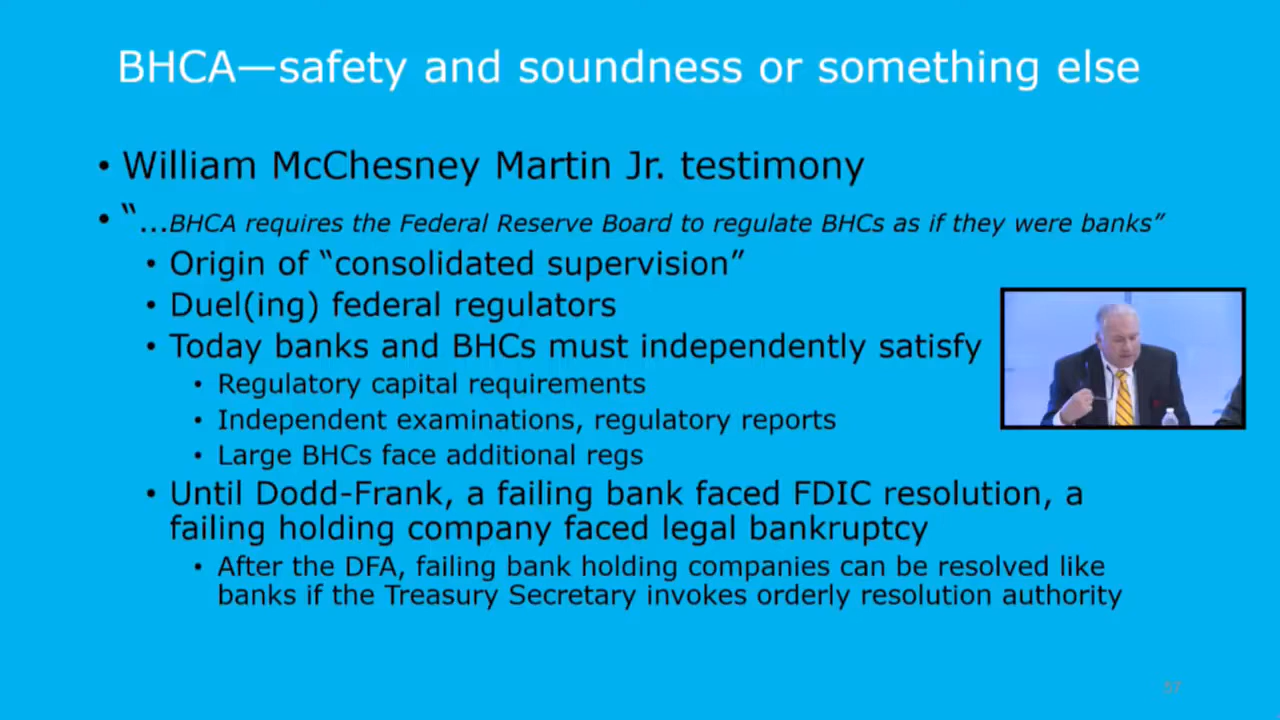 BHCA—safety and soundness or something else
• William McChesney Martin Jr. testimony
• “…BHCA requires the Federal Reserve Board to regulate BHCs as if they were banks”
• Origin of “consolidated supervision”
• Duel(ing) federal regulators
• Today banks and BHCs must independently satisfy
• Regulatory capital requirements
• Independent examinations, regulatory reports
• Large BHCs face additional regs
• Until Dodd-Frank, a failing bank faced FDIC resolution, a
failing holding company faced legal bankruptcy
• After the DFA, failing bank holding companies can be resolved like
banks if the Treasury Secretary invokes orderly resolution authority
57